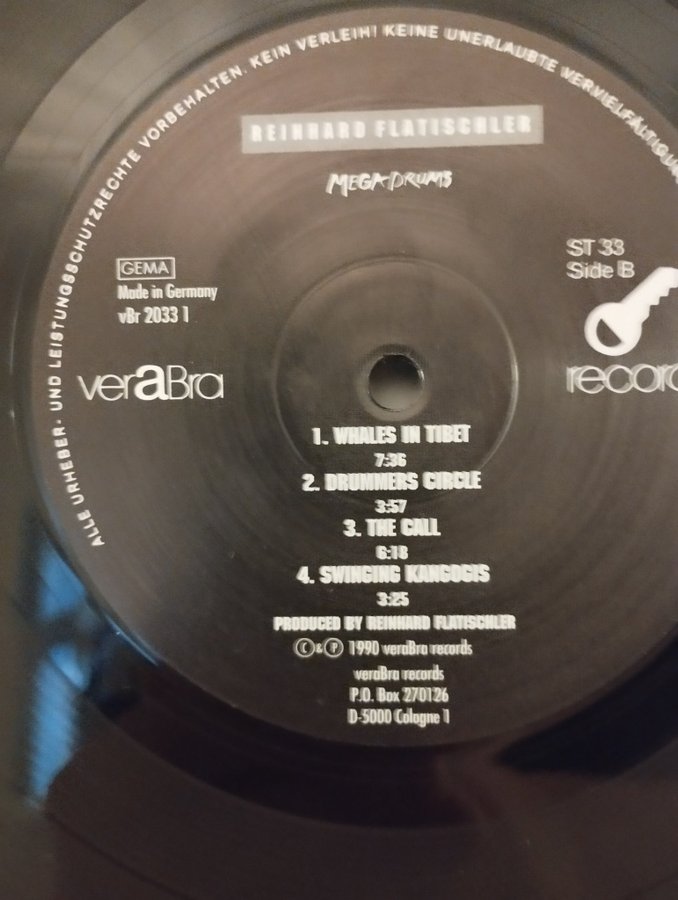 ALLE URHEBER- UND LEISTUNGSSCHUTZRECHTE VORBEHALTEN. KEIN VERLEIH! KEINE UNERLAUBTE VERVIELFÄLTIGU
REINHARD FLATISCHLER
MEGADRUMS
GEMA
Made in Germany
vBr 2033 1
ST 33
Side B
veraBra
record
1. WHALES IN TIBET
7:36
2. DRUMMERS CIRCLE
3:57
3. THE CALL
6:18
4. SWINGING KANGOGIS
3:25
PRODUCED BY REINHARD FLATISCHLER
©&℗ 1990 veraBra records
veraBra records
P.O. Box 270126
D-5000 Cologne 1